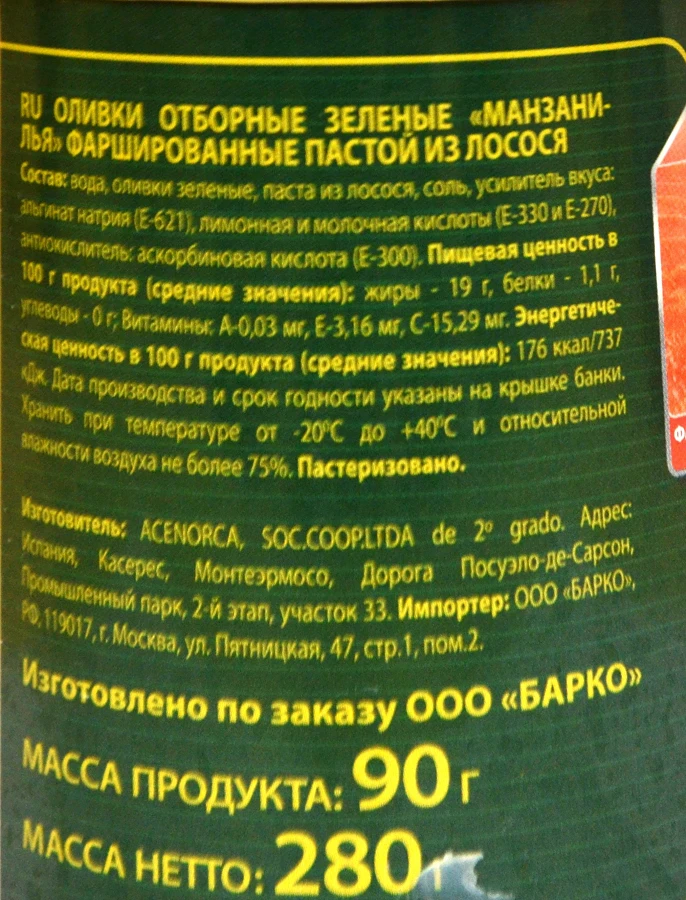 RU ОЛИВКИ ОТБОРНЫЕ ЗЕЛЕНЫЕ «МАНЗАНИ-
ЛЬЯ» ФАРШИРОВАННЫЕ ПАСТОЙ ИЗ ЛОСОСЯ
Состав: вода, оливки зеленые, паста из лосося, соль, усилитель вкуса:
альгинат натрия (Е-621), лимонная и молочная кислоты (Е-330 и Е-270),
антиокислитель: аскорбиновая кислота (Е-300). Пищевая ценность в
100 г продукта (средние значения): жиры - 19 г, белки - 1,1 г,
углеводы - 0 г; Витамины: А-0,03 мг, Е-3,16 мг, С-15,29 мг. Энергетиче-
ская ценность в 100 г продукта (средние значения): 176 ккал/737
кДж. Дата производства и срок годности указаны на крышке банки.
Хранить при температуре от -20°С до +40°С и относительной
влажности воздуха не более 75%. Пастеризовано.
Изготовитель: ACENORCA, SOC.COOP.LTDA de 2º grado. Адрес:
Испания, Касерес, Монтеэрмосо, Дорога Посуэло-де-Сарсон,
Промышленный парк, 2-й этап, участок 33. Импортер: ООО «БАРКО»,
РФ, 119017, г. Москва, ул. Пятницкая, 47, стр.1, пом.2.
Изготовлено по заказу ООО «БАРКО»
МАССА ПРОДУКТА: 90 г
МАССА НЕТТО: 280 г